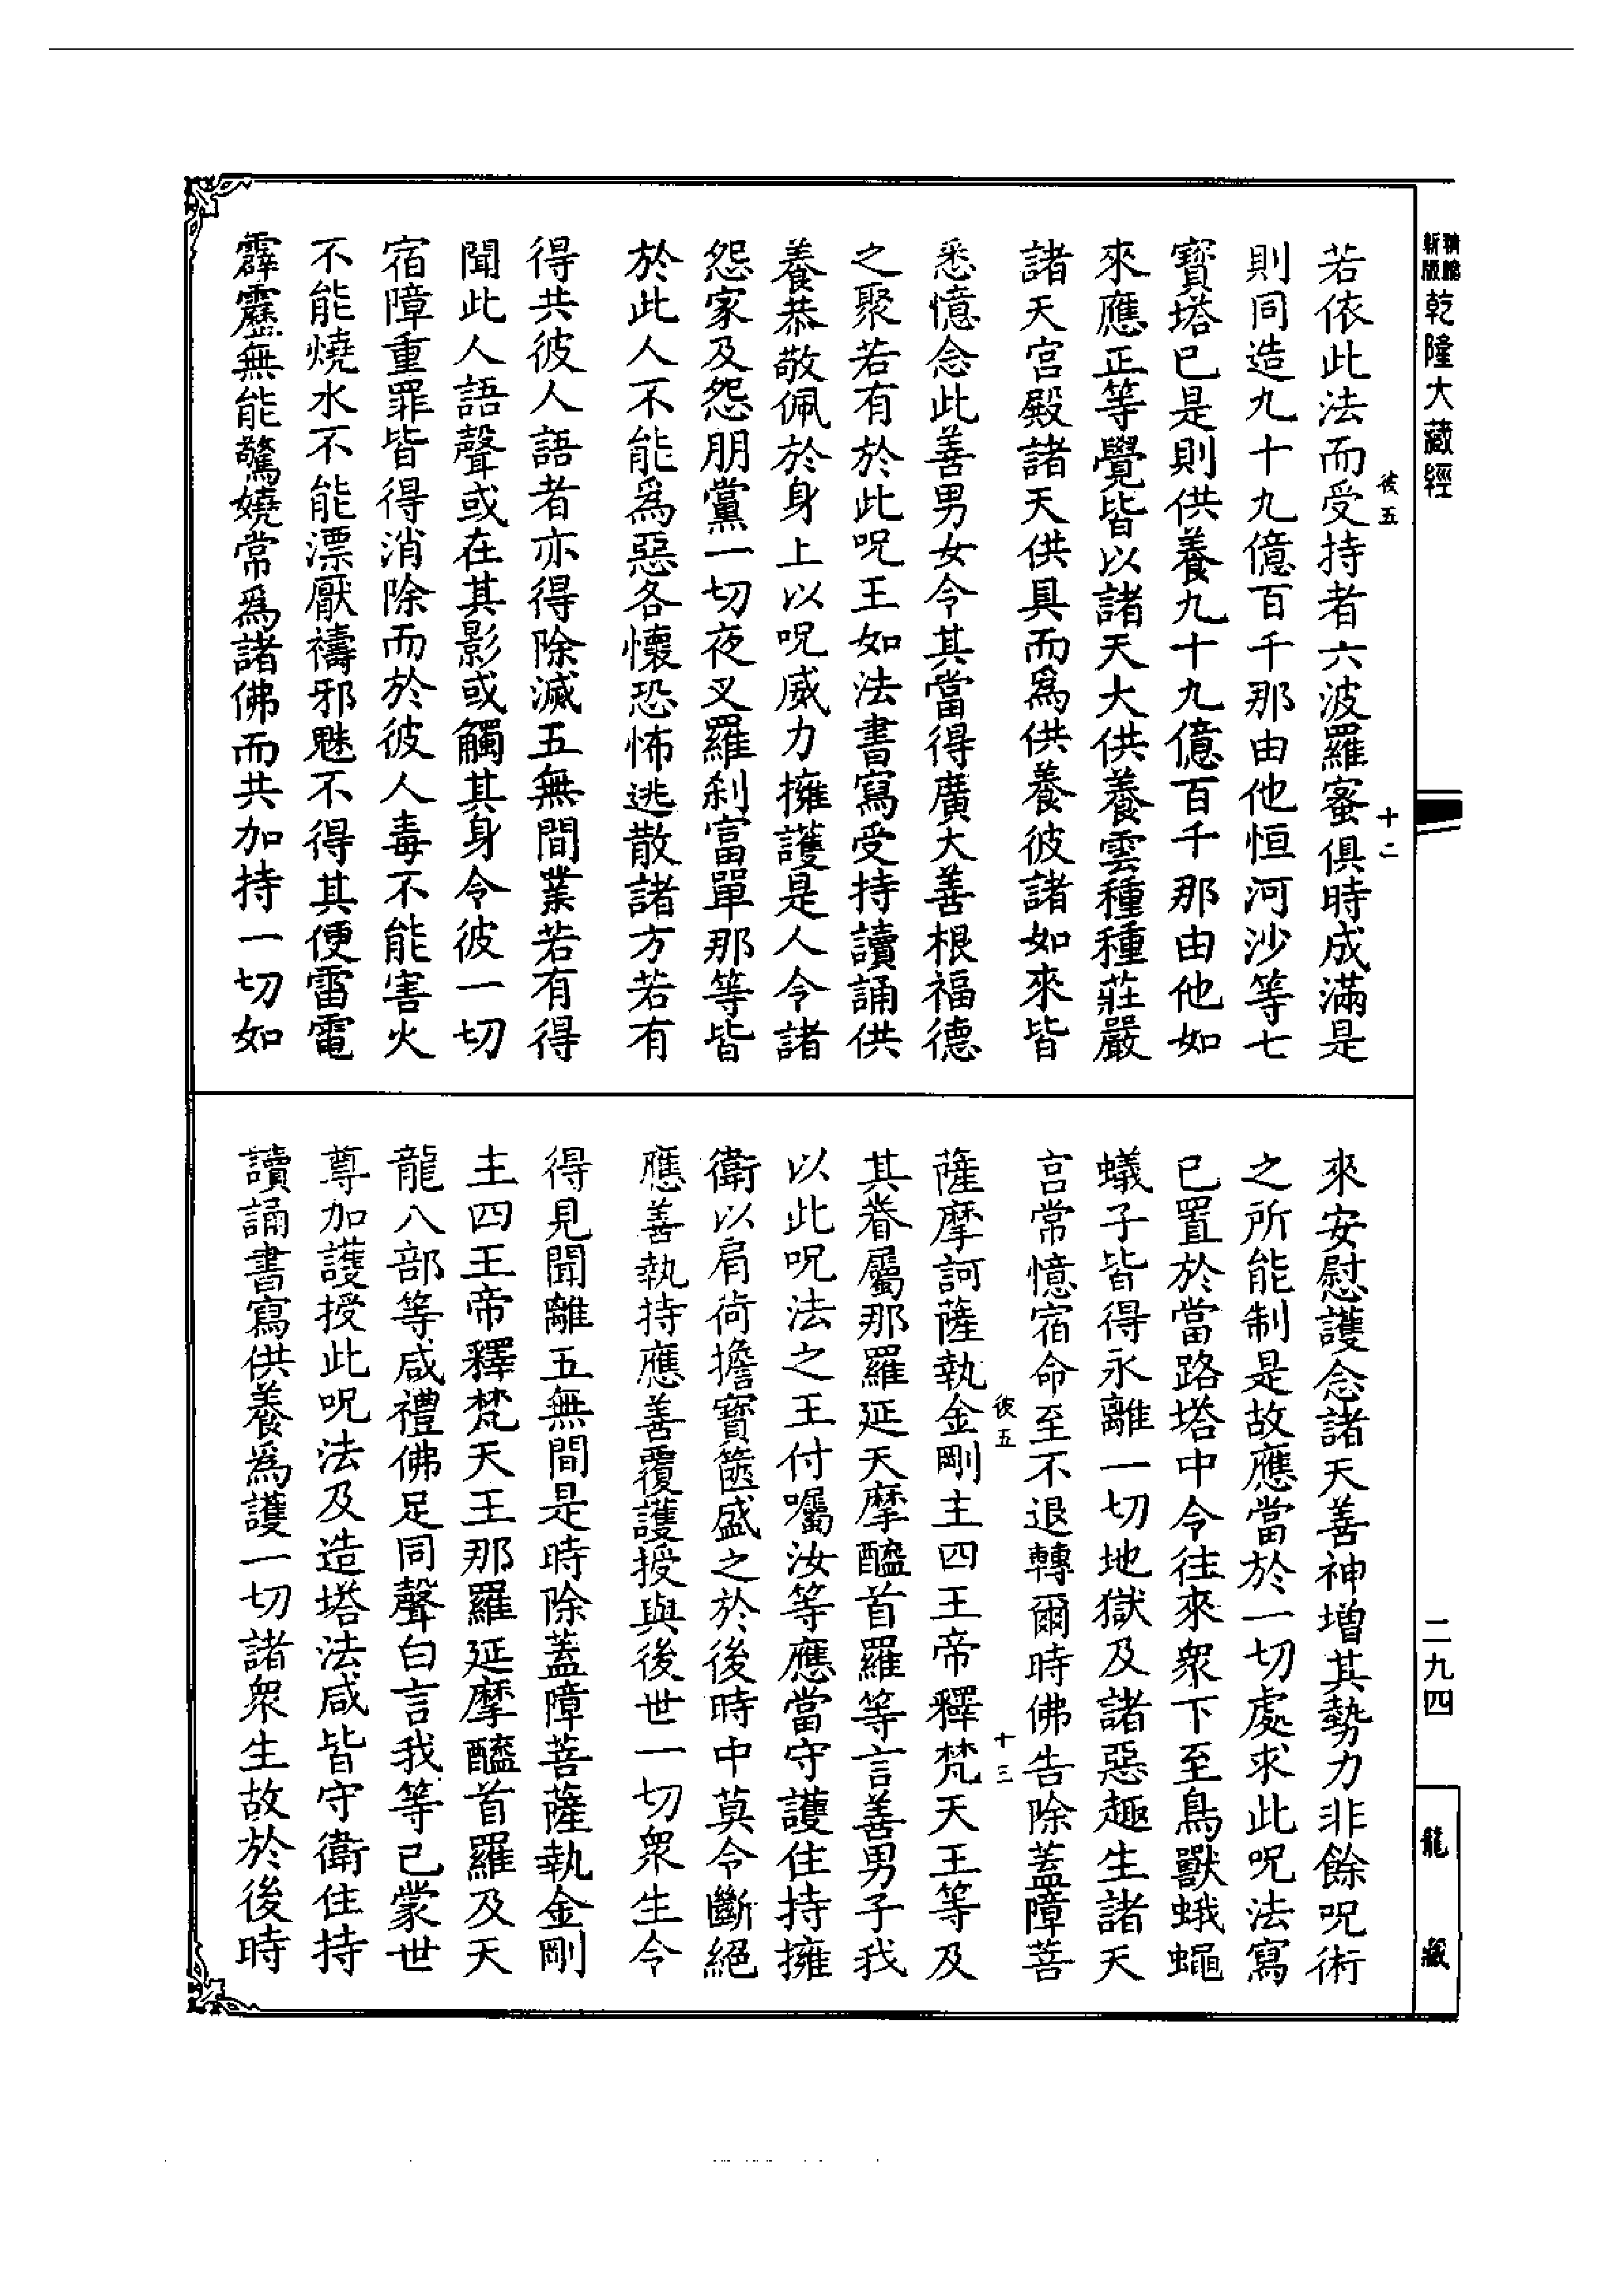 新版
乾隆大藏經
彼五
十二
若依此法而受持者六波羅蜜俱時成滿是
則同造九十九億百千那由他恒河沙等七
寶塔已是則供養九十九億百千那由他如
來應正等覺皆以諸天大供養雲種種莊嚴
諸天宮殿諸天供具而爲供養彼諸如來皆
悉憶念此善男女令其當得廣大善根福德
之聚若有於此呪王如法書寫受持讀誦供
養恭敬佩於身上以呪威力擁護是人令諸
怨家及怨朋黨一切夜叉羅刹富單那等皆
於此人不能爲惡各懷恐怖逃散諸方若有
得共彼人語者亦得除滅五無間業若有得
聞此人語聲或在其影或觸其身令彼一切
宿障重罪皆得消除而於彼人毒不能害火
不能燒水不能漂厭禱邪魅不得其便雷電
霹靂無能驚嬈常爲諸佛而共加持一切如
來安慰護念諸天善神增其勢力非餘呪術
之所能制是故應當於一切處求此呪法寫
已置於當路塔中令往來衆下至鳥獸蛾蠅
蟻子皆得永離一切地獄及諸惡趣生諸天
宮常憶宿命至不退轉爾時佛告除蓋障菩
彼五
十三
薩摩訶薩執金剛主四王帝釋梵天王等及
其眷屬那羅延天摩醯首羅等言善男子我
以此呪法之王付囑汝等應當守護住持擁
衛以肩荷擔寶篋盛之於後時中莫令斷絕
應善執持應善覆護授與後世一切衆生令
得見聞離五無間是時除蓋障菩薩執金剛
主四王帝釋梵天王那羅延摩醯首羅及天
龍八部等咸禮佛足同聲白言我等已蒙世
尊加護授此呪法及造塔法咸皆守衛住持
讀誦書寫供養爲護一切諸衆生故於後時
二九四
龍藏